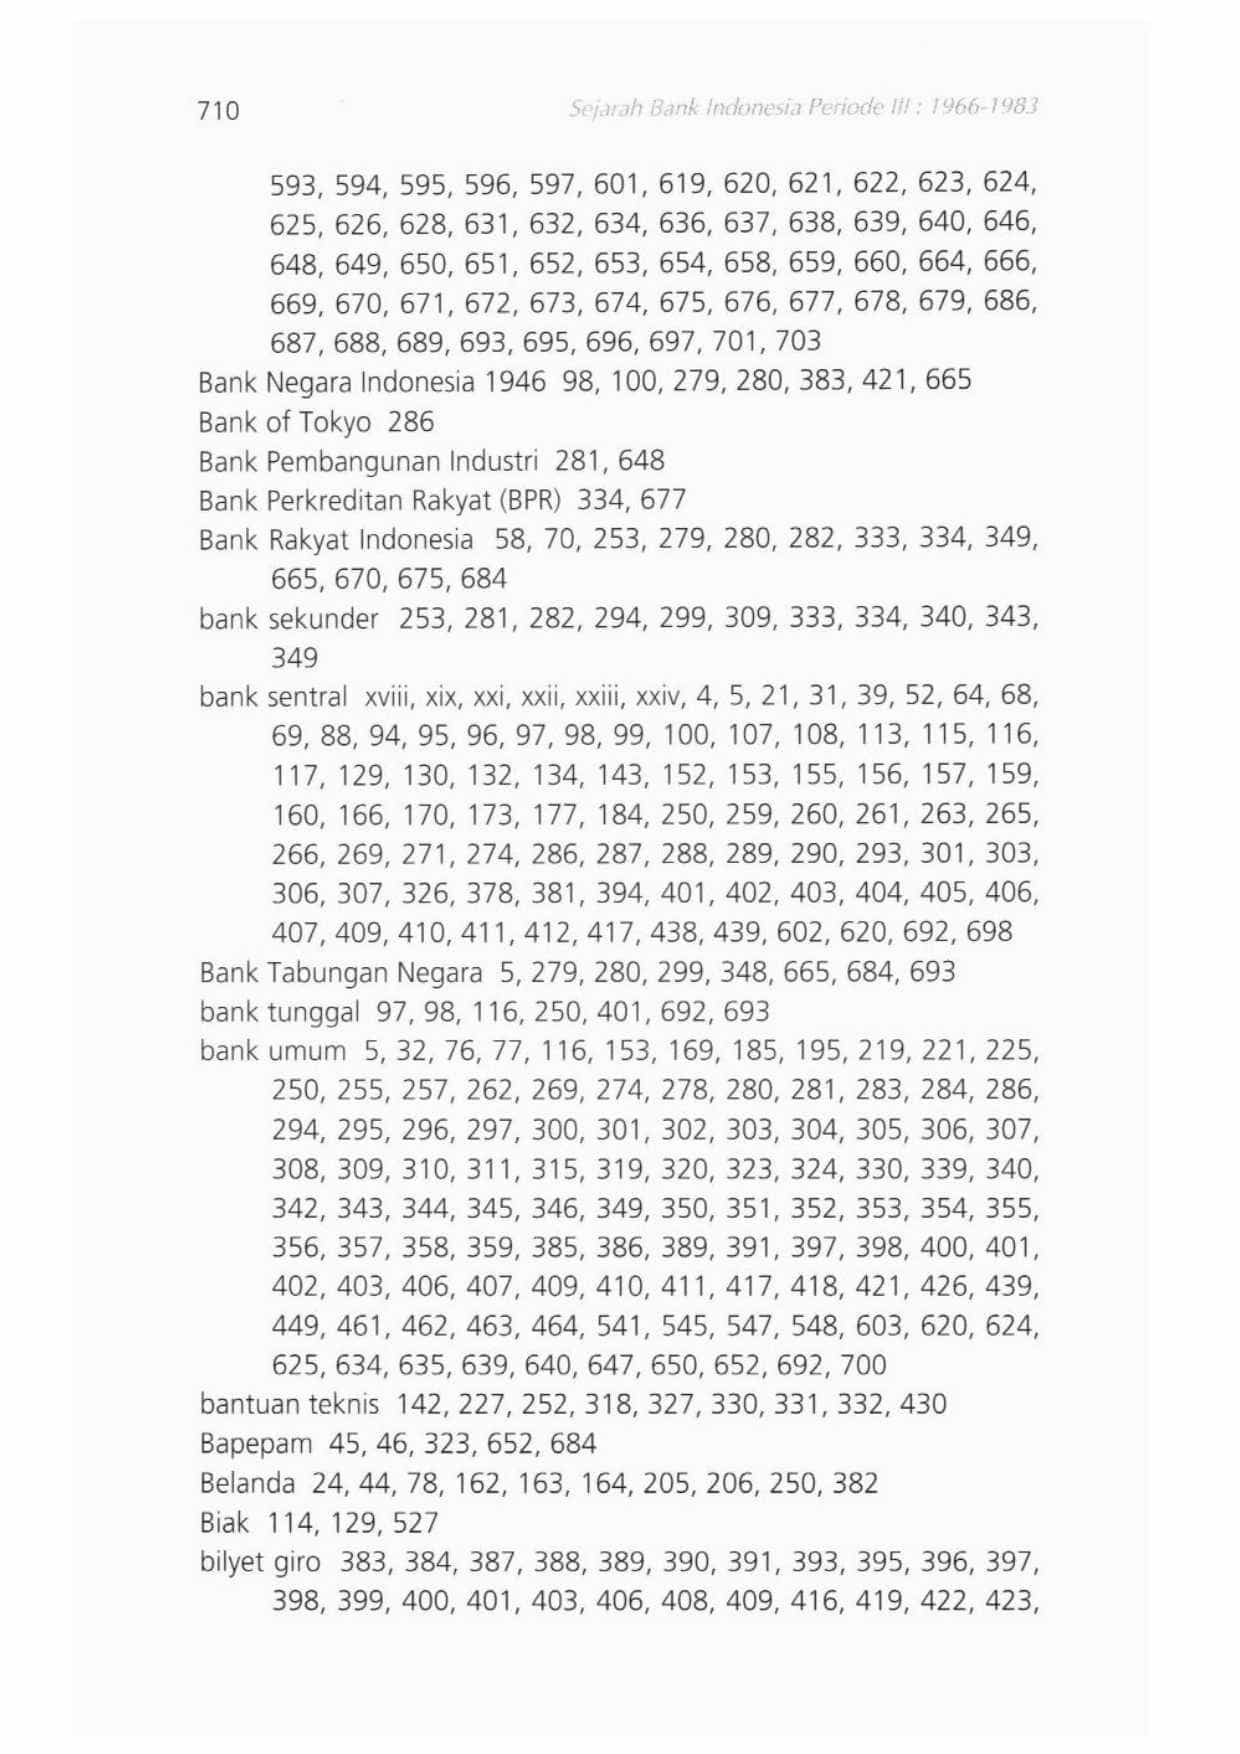 710
Sejarah Bank Indonesia Periode III : 1966-1983
593, 594, 595, 596, 597, 601, 619, 620, 621, 622, 623, 624,
625, 626, 628, 631, 632, 634, 636, 637, 638, 639, 640, 646,
648, 649, 650, 651, 652, 653, 654, 658, 659, 660, 664, 666,
669, 670, 671, 672, 673, 674, 675, 676, 677, 678, 679, 686,
687, 688, 689, 693, 695, 696, 697, 701, 703
Bank Negara Indonesia 1946 98, 100, 279, 280, 383, 421, 665
Bank of Tokyo 286
Bank Pembangunan Industri 281, 648
Bank Perkreditan Rakyat (BPR) 334, 677
Bank Rakyat Indonesia 58, 70, 253, 279, 280, 282, 333, 334, 349,
665, 670, 675, 684
bank sekunder 253, 281, 282, 294, 299, 309, 333, 334, 340, 343,
349
bank sentral xviii, xix, xxi, xxii, xxiii, xxiv, 4, 5, 21, 31, 39, 52, 64, 68,
69, 88, 94, 95, 96, 97, 98, 99, 100, 107, 108, 113, 115, 116,
117, 129, 130, 132, 134, 143, 152, 153, 155, 156, 157, 159,
160, 166, 170, 173, 177, 184, 250, 259, 260, 261, 263, 265,
266, 269, 271, 274, 286, 287, 288, 289, 290, 293, 301, 303,
306, 307, 326, 378, 381, 394, 401, 402, 403, 404, 405, 406,
407, 409, 410, 411, 412, 417, 438, 439, 602, 620, 692, 698
Bank Tabungan Negara 5, 279, 280, 299, 348, 665, 684, 693
bank tunggal 97, 98, 116, 250, 401, 692, 693
bank umum 5, 32, 76, 77, 116, 153, 169, 185, 195, 219, 221, 225,
250, 255, 257, 262, 269, 274, 278, 280, 281, 283, 284, 286,
294, 295, 296, 297, 300, 301, 302, 303, 304, 305, 306, 307,
308, 309, 310, 311, 315, 319, 320, 323, 324, 330, 339, 340,
342, 343, 344, 345, 346, 349, 350, 351, 352, 353, 354, 355,
356, 357, 358, 359, 385, 386, 389, 391, 397, 398, 400, 401,
402, 403, 406, 407, 409, 410, 411, 417, 418, 421, 426, 439,
449, 461, 462, 463, 464, 541, 545, 547, 548, 603, 620, 624,
625, 634, 635, 639, 640, 647, 650, 652, 692, 700
bantuan teknis 142, 227, 252, 318, 327, 330, 331, 332, 430
Bapepam 45, 46, 323, 652, 684
Belanda 24, 44, 78, 162, 163, 164, 205, 206, 250, 382
Biak 114, 129, 527
bilyet giro 383, 384, 387, 388, 389, 390, 391, 393, 395, 396, 397,
398, 399, 400, 401, 403, 406, 408, 409, 416, 419, 422, 423,